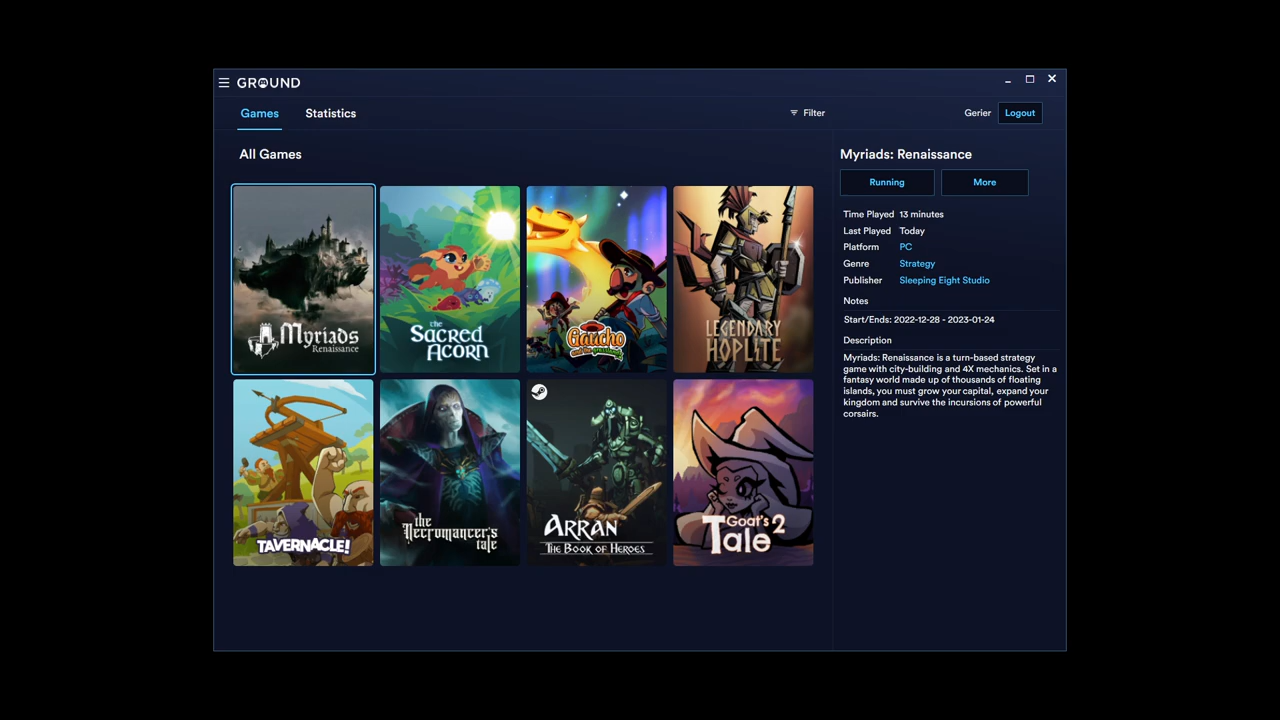 GROUND
Games
Statistics
Filter
Gerier
Logout
All Games
Myriads
Renaissance
the
Sacred
Acorn
Gaucho
and the
LEGENDARY
HOPLITE
TAVERNACLE!
the
Necromancer's
tale
ARRAN
THE BOOK OF HEROES
Goat's 2
Tale
Myriads: Renaissance
Running
More
Time Played 13 minutes
Last Played Today
Platform PC
Genre Strategy
Publisher Sleeping Eight Studio
Notes
Start/Ends: 2022-12-28 - 2023-01-24
Description
Myriads: Renaissance is a turn-based strategy
game with city-building and 4X mechanics. Set in a
fantasy world made up of thousands of floating
islands, you must grow your capital, expand your
kingdom and survive the incursions of powerful
corsairs.